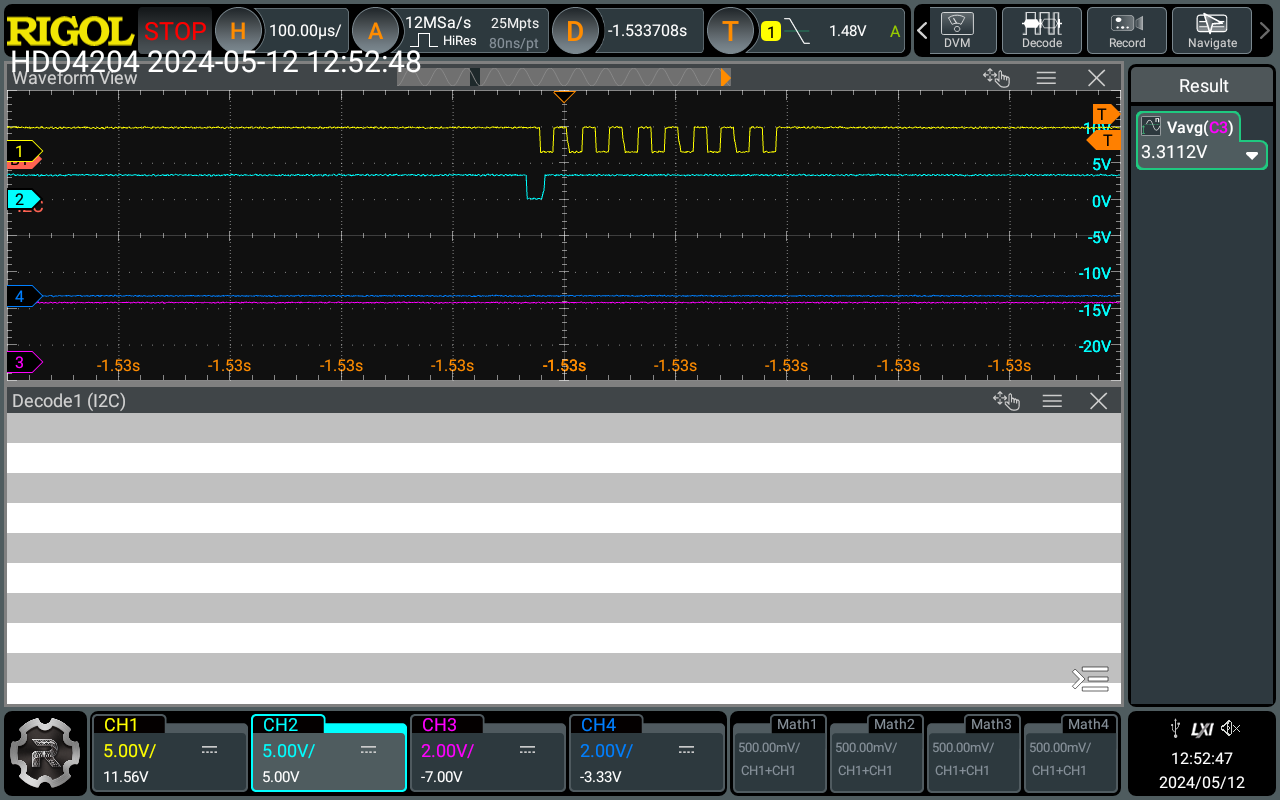 RIGOL STOP H 100.00µs/ A 12MSa/s HiRes 25Mpts 80ns/pt D -1.533708s T 1 1.48V A DVM Decode Record Navigate
HDO4204 2024-05-12 12:52:48
Waveform View
Result
T
Vavg(C3)
3.3112V
T
1
5V
2
0V
-5V
-10V
4
-15V
-20V
3
-1.53s -1.53s -1.53s -1.53s -1.53s -1.53s -1.53s -1.53s -1.53s
Decode1 (I2C)
CH1 CH2 CH3 CH4 Math1 Math2 Math3 Math4
5.00V/ 5.00V/ 2.00V/ 2.00V/ 500.00mV/ 500.00mV/ 500.00mV/ 500.00mV/
11.56V 5.00V -7.00V -3.33V CH1+CH1 CH1+CH1 CH1+CH1 CH1+CH1
R
LXI
12:52:47
2024/05/12